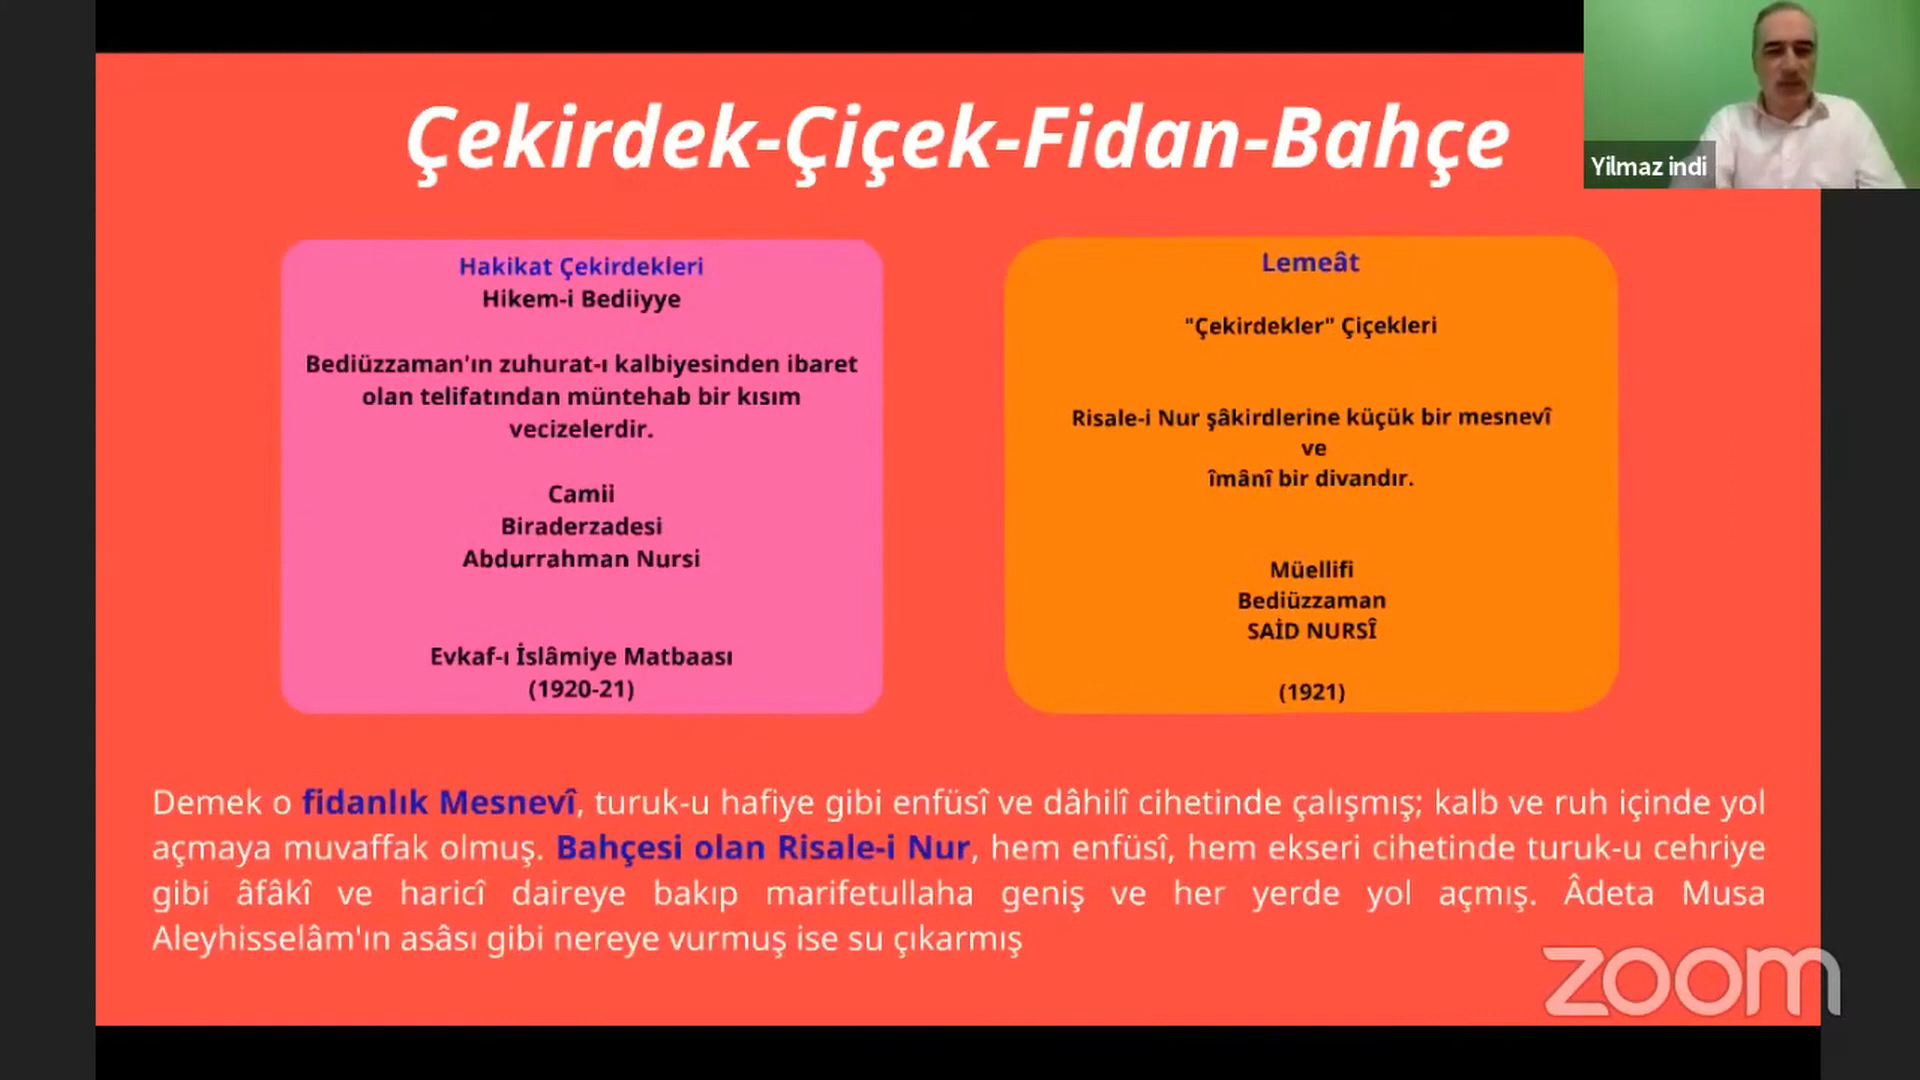 Çekirdek-Çiçek-Fidan-Bahçe
Yilmaz indi
Hakikat Çekirdekleri
Hikem-i Bediiyye
Bediüzzaman'ın zuhurat-ı kalbiyesinden ibaret
olan telifatından müntehab bir kısım
vecizelerdir.
Camii
Biraderzadesi
Abdurrahman Nursi
Evkaf-ı İslâmiye Matbaası
(1920-21)
Lemeât
"Çekirdekler" Çiçekleri
Risale-i Nur şâkirdlerine küçük bir mesnevî
ve
îmânî bir divandır.
Müellifi
Bediüzzaman
SAİD NURSÎ
(1921)
Demek o fidanlık Mesnevî, turuk-u hafiye gibi enfüsî ve dâhilî cihetinde çalışmış; kalb ve ruh içinde yol
açmaya muvaffak olmuş. Bahçesi olan Risale-i Nur, hem enfüsî, hem ekseri cihetinde turuk-u cehriye
gibi âfâkî ve haricî daireye bakıp marifetullaha geniş ve her yerde yol açmış. Âdeta Musa
Aleyhisselâm'ın asâsı gibi nereye vurmuş ise su çıkarmış
zoom